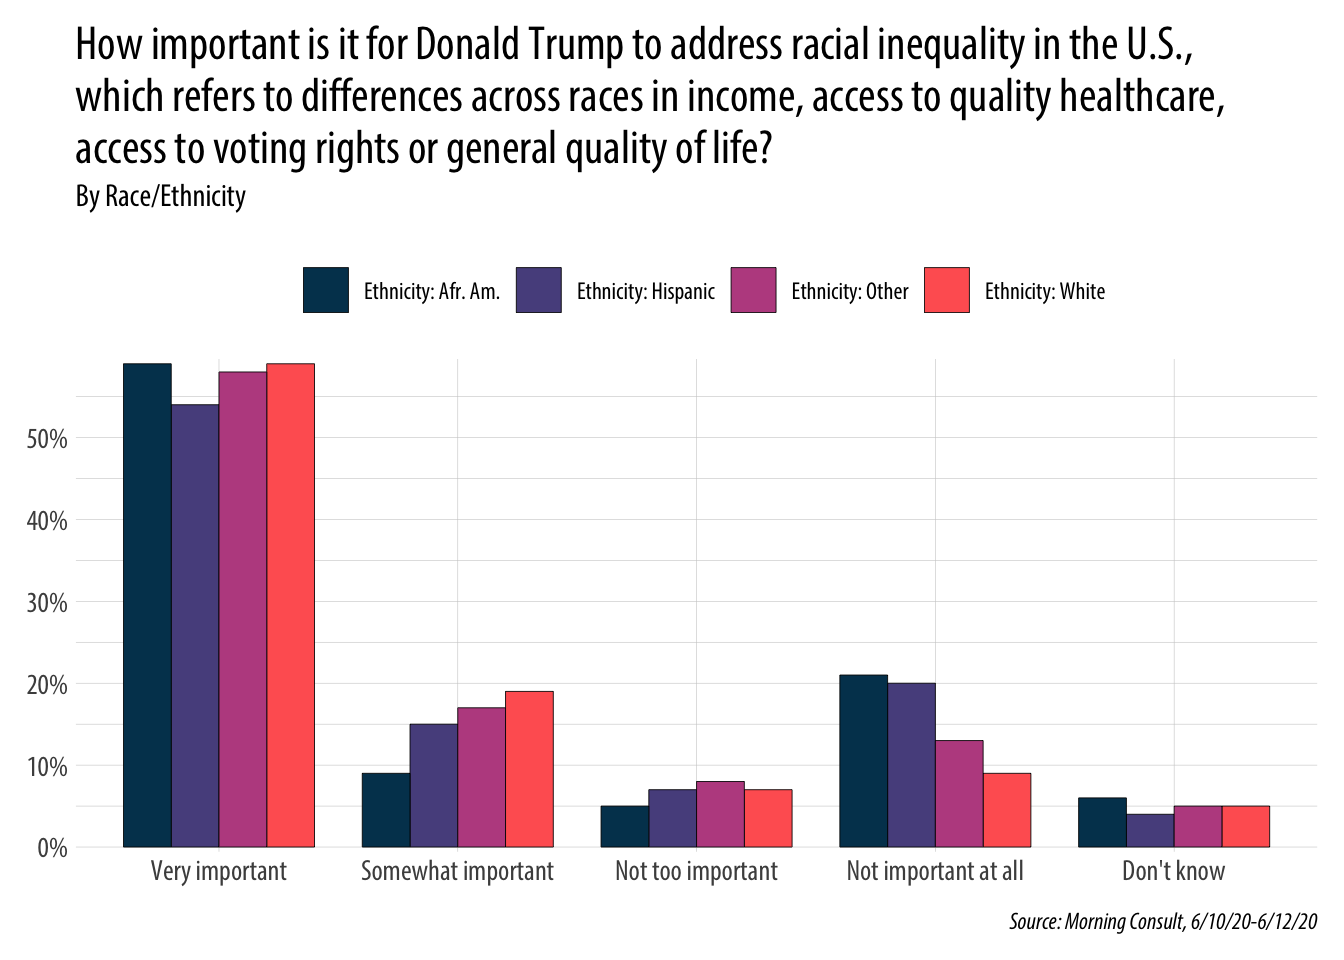 How important is it for Donald Trump to address racial inequality in the U.S.,
which refers to differences across races in income, access to quality healthcare,
access to voting rights or general quality of life?
By Race/Ethnicity
Ethnicity: Afr. Am.
Ethnicity: Hispanic
Ethnicity: Other
Ethnicity: White
50%
40%
30%
20%
10%
0%
Very important
Somewhat important
Not too important
Not important at all
Don't know
Source: Morning Consult, 6/10/20-6/12/20